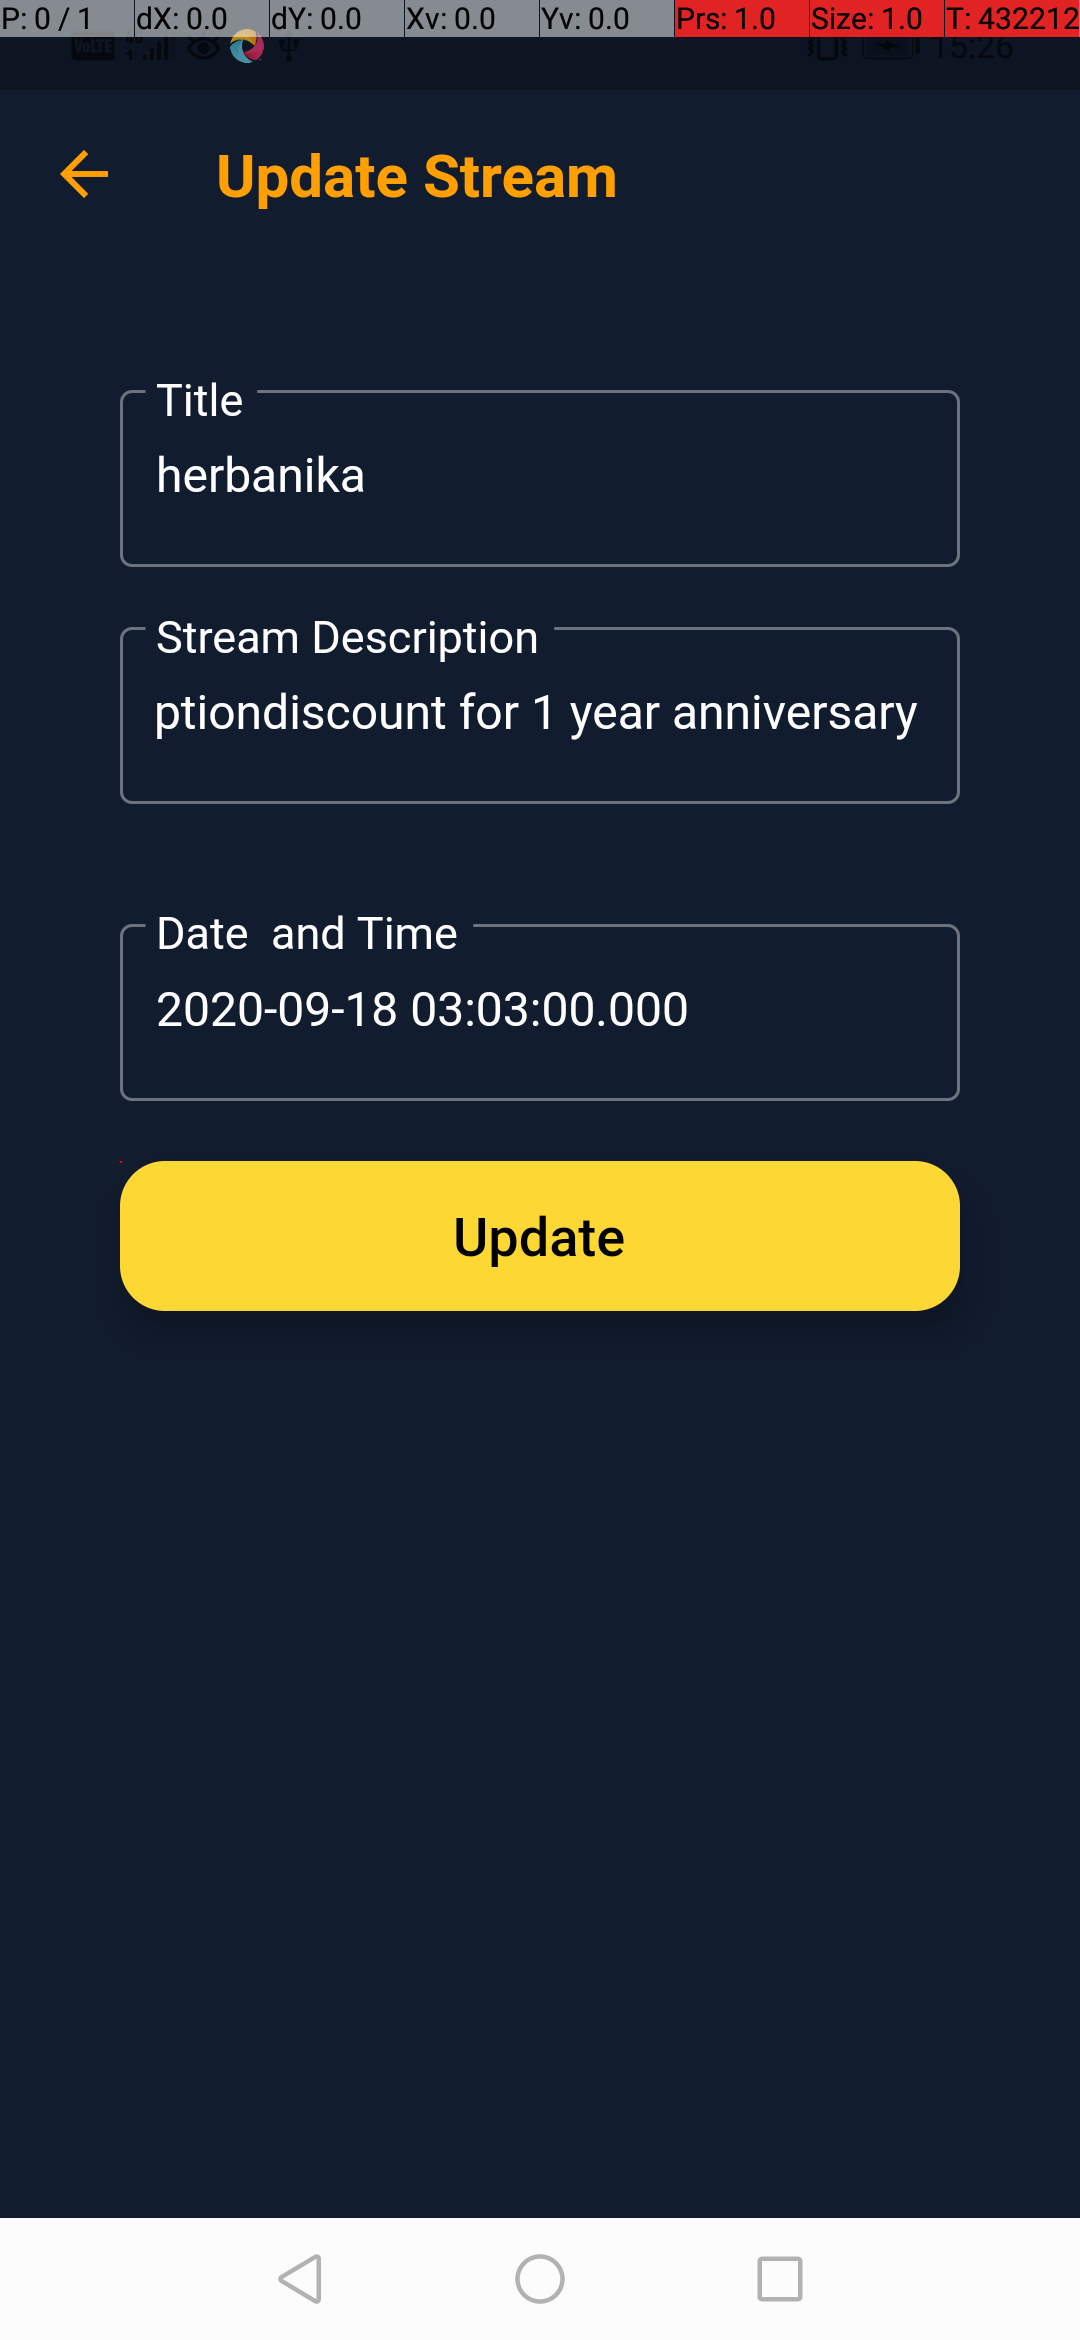 P: 0 / 1 dX: 0.0 dY: 0.0 Xv: 0.0 Yv: 0.0 Prs: 1.0 Size: 1.0 T: 432212
VoLTE 15:26
Update Stream
Title
herbanika
Stream Description
ptiondiscount for 1 year anniversary
Date and Time
2020-09-18 03:03:00.000
Update